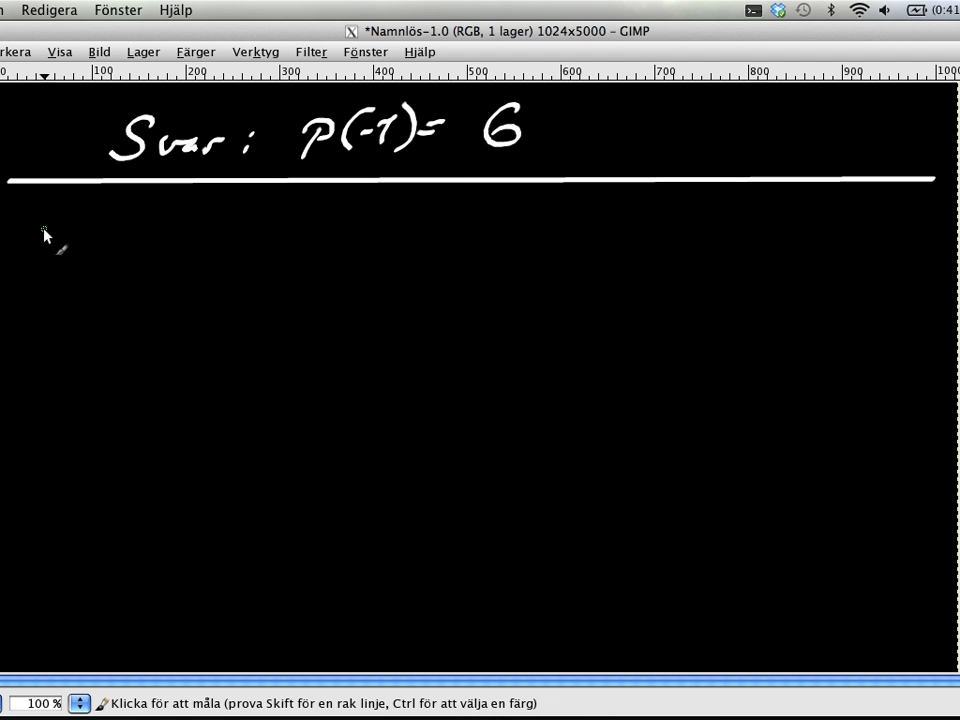 Redigera Fönster Hjälp (0:41
*Namnlös-1.0 (RGB, 1 lager) 1024x5000 – GIMP
rkera Visa Bild Lager Färger Verktyg Filter Fönster Hjälp
0 100 200 300 400 500 600 700 800 900 1000
Svar: p(-1)= 6
100 % Klicka för att måla (prova Skift för en rak linje, Ctrl för att välja en färg)